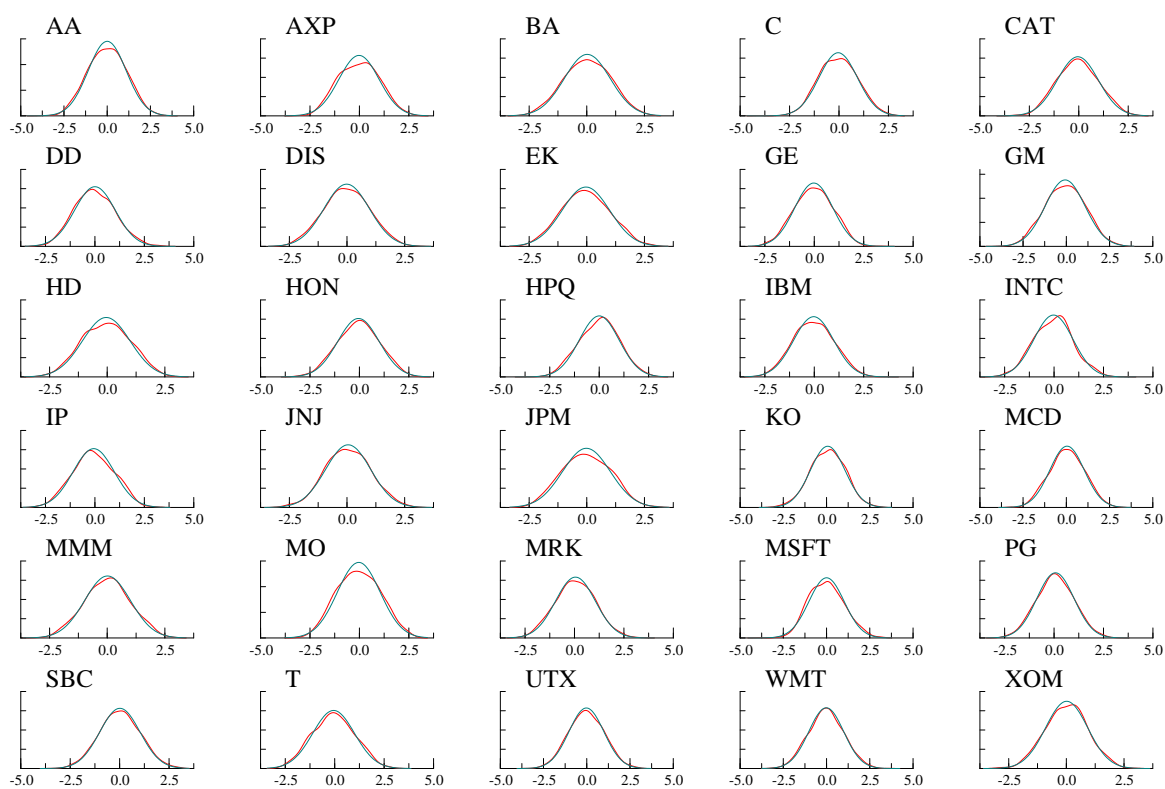 AA AXP BA C CAT
-5.0 -2.5 0.0 2.5 5.0 -5.0 -2.5 0.0 2.5 -2.5 0.0 2.5 -5.0 -2.5 0.0 2.5 -2.5 0.0 2.5
DD DIS EK GE GM
-2.5 0.0 2.5 5.0 -2.5 0.0 2.5 -2.5 0.0 2.5 -2.5 0.0 2.5 5.0 -5.0 -2.5 0.0 2.5 5.0
HD HON HPQ IBM INTC
-2.5 0.0 2.5 -5.0 -2.5 0.0 2.5 -5.0 -2.5 0.0 2.5 -2.5 0.0 2.5 5.0 -2.5 0.0 2.5 5.0
IP JNJ JPM KO MCD
-2.5 0.0 2.5 5.0 -2.5 0.0 2.5 -2.5 0.0 2.5 -5.0 -2.5 0.0 2.5 5.0 -5.0 -2.5 0.0 2.5 5.0
MMM MO MRK MSFT PG
-2.5 0.0 2.5 -5.0 -2.5 0.0 2.5 -2.5 0.0 2.5 5.0 -5.0 -2.5 0.0 2.5 5.0 -2.5 0.0 2.5 5.0
SBC T UTX WMT XOM
-5.0 -2.5 0.0 2.5 -2.5 0.0 2.5 5.0 -5.0 -2.5 0.0 2.5 5.0 -5.0 -2.5 0.0 2.5 5.0 -2.5 0.0 2.5